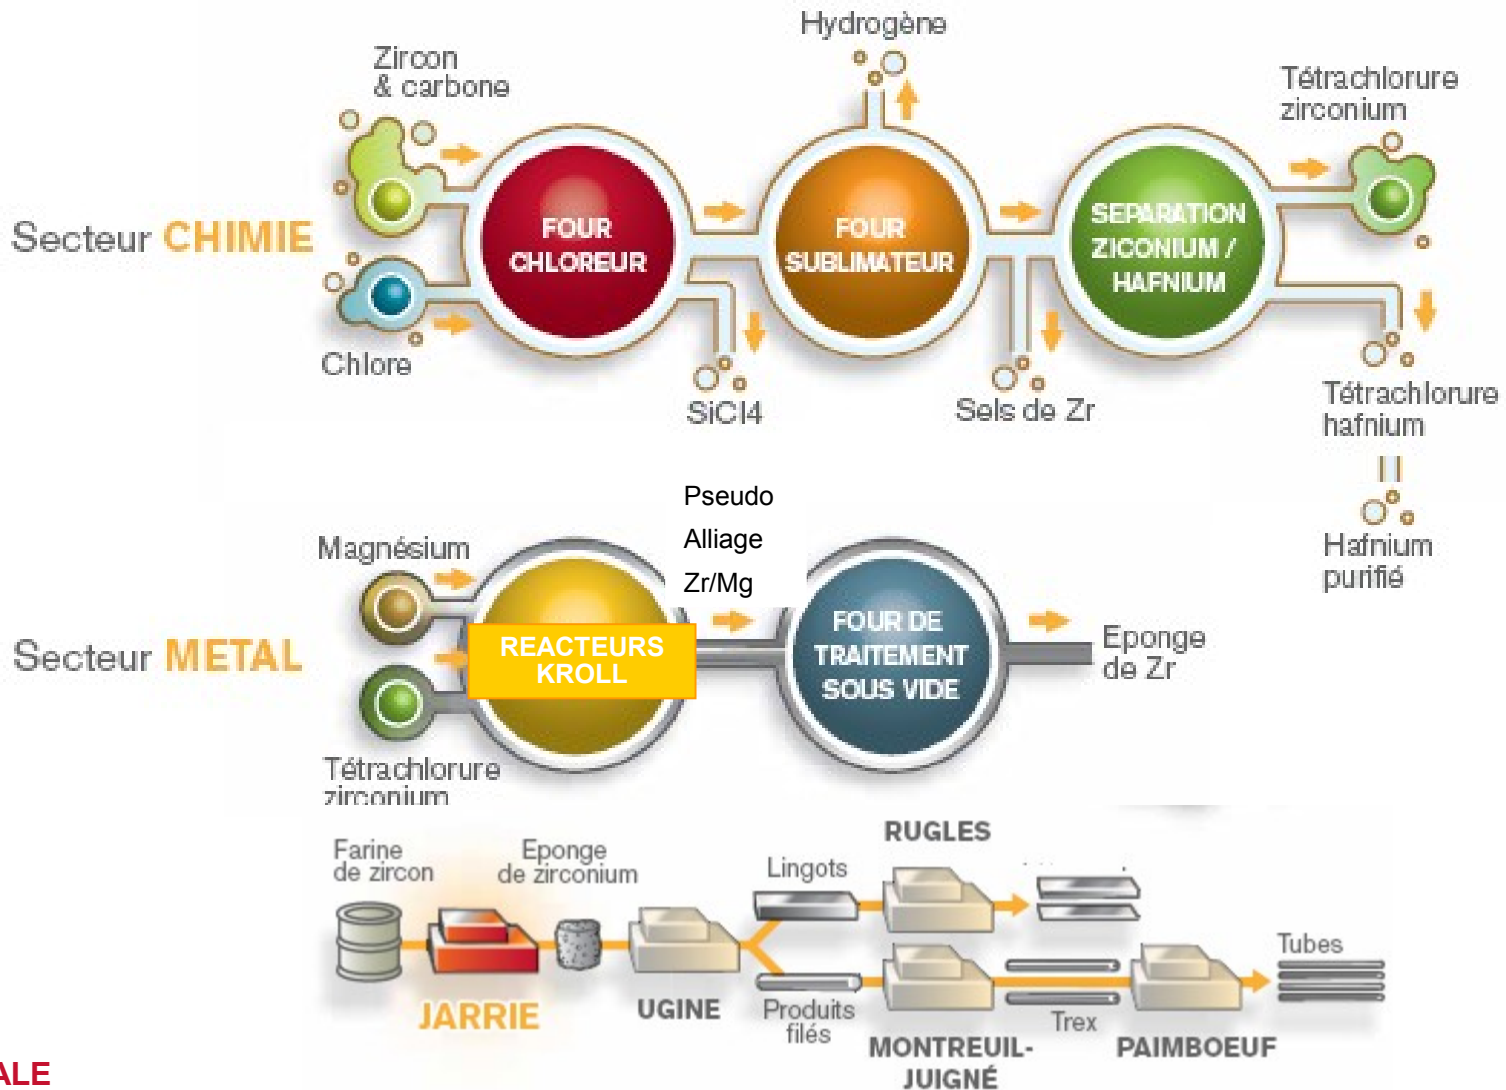 Hydrogène
Zircon
& carbone
Tétrachlorure
zirconium
Secteur CHIMIE
FOUR
CHLOREUR
FOUR
SUBLIMATEUR
SEPARATION
ZICONIUM /
HAFNIUM
Chlore
SiCl4
Sels de Zr
Tétrachlorure
hafnium
Hafnium
purifié
Pseudo
Alliage
Zr/Mg
Magnésium
Secteur METAL
REACTEURS
KROLL
FOUR DE
TRAITEMENT
SOUS VIDE
Eponge
de Zr
Tétrachlorure
zirconium
Farine
de zircon
Eponge
de zirconium
Lingots
RUGLES
JARRIE
UGINE
Produits
filés
MONTREUIL-
JUIGNÉ
Trex
PAIMBOEUF
Tubes
ALE